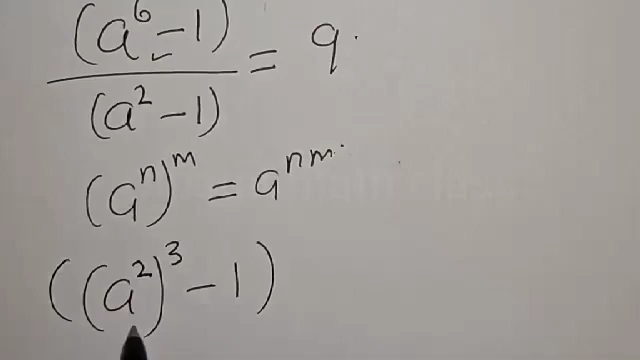 (a⁶ - 1)
――― = 9.
(a² - 1)
(aⁿ)ᵐ = aⁿᵐ.
((a²)³ - 1)